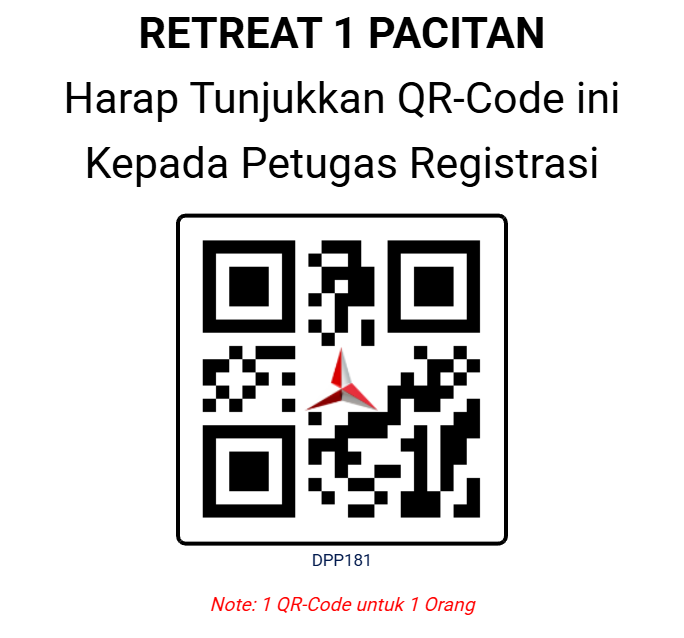 RETREAT 1 PACITAN
Harap Tunjukkan QR-Code ini
Kepada Petugas Registrasi
DPP181
Note: 1 QR-Code untuk 1 Orang